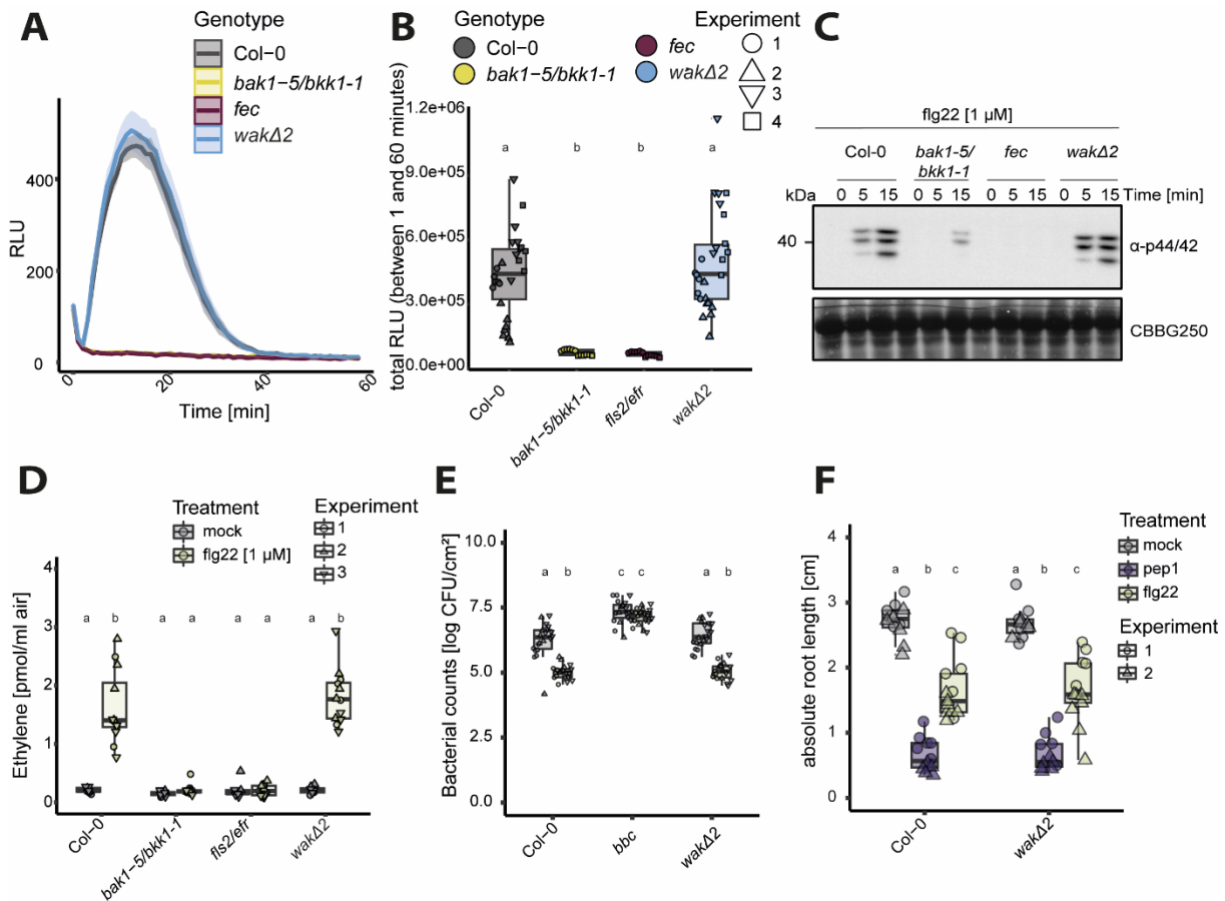 A
Genotype
Col−0
bak1−5/bkk1−1
fec
wakΔ2
RLU
400
200
0
0
20
40
60
Time [min]
B
Genotype
Col−0
bak1−5/bkk1-1
fec
wakΔ2
Experiment
1
2
3
4
total RLU (between 1 and 60 minutes)
1.2e+06
9.0e+05
6.0e+05
3.0e+05
0.0e+00
a b b a
Col−0
bak1−5/bkk1-1
fls2/efr
wakΔ2
C
flg22 [1 µM]
Col-0 bak1-5/ bkk1-1 fec wakΔ2
kDa 0 5 15 0 5 15 0 5 15 0 5 15 Time [min]
40
α-p44/42
CBBG250
D
Treatment
mock
flg22 [1 µM]
Experiment
1
2
3
Ethylene [pmol/ml air]
4
3
2
1
0
a b a a a a a b
Col−0
bak1−5/bkk1-1
fls2/efr
wakΔ2
E
Bacterial counts [log CFU/cm²]
10.0
7.5
5.0
2.5
0.0
a b c c a b
Col−0
bbc
wakΔ2
F
Treatment
mock
pep1
flg22
Experiment
1
2
absolute root length [cm]
4
3
2
1
0
a b c a b c
Col−0
wakΔ2